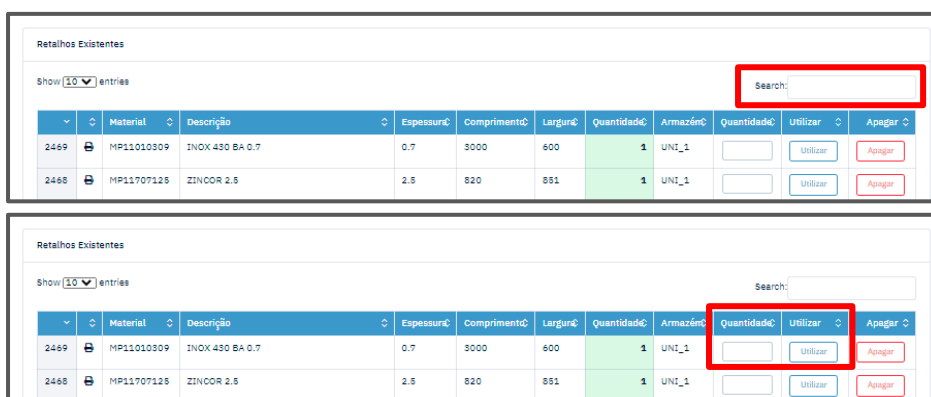 Retalhos Existentes
Show 10 entries
Search:
Material Descrição Espessura Comprimento Largura Quantidade Armazém Quantidade Utilizar Apagar
2469 MP11010309 INOX 430 BA 0.7 0.7 3000 600 1 UNI_1 Utilizar Apagar
2468 MP11707125 ZINCOR 2.5 2.5 820 851 1 UNI_1 Utilizar Apagar
Retalhos Existentes
Show 10 entries
Search:
Material Descrição Espessura Comprimento Largura Quantidade Armazém Quantidade Utilizar Apagar
2469 MP11010309 INOX 430 BA 0.7 0.7 3000 600 1 UNI_1 Utilizar Apagar
2468 MP11707125 ZINCOR 2.5 2.5 820 851 1 UNI_1 Utilizar Apagar